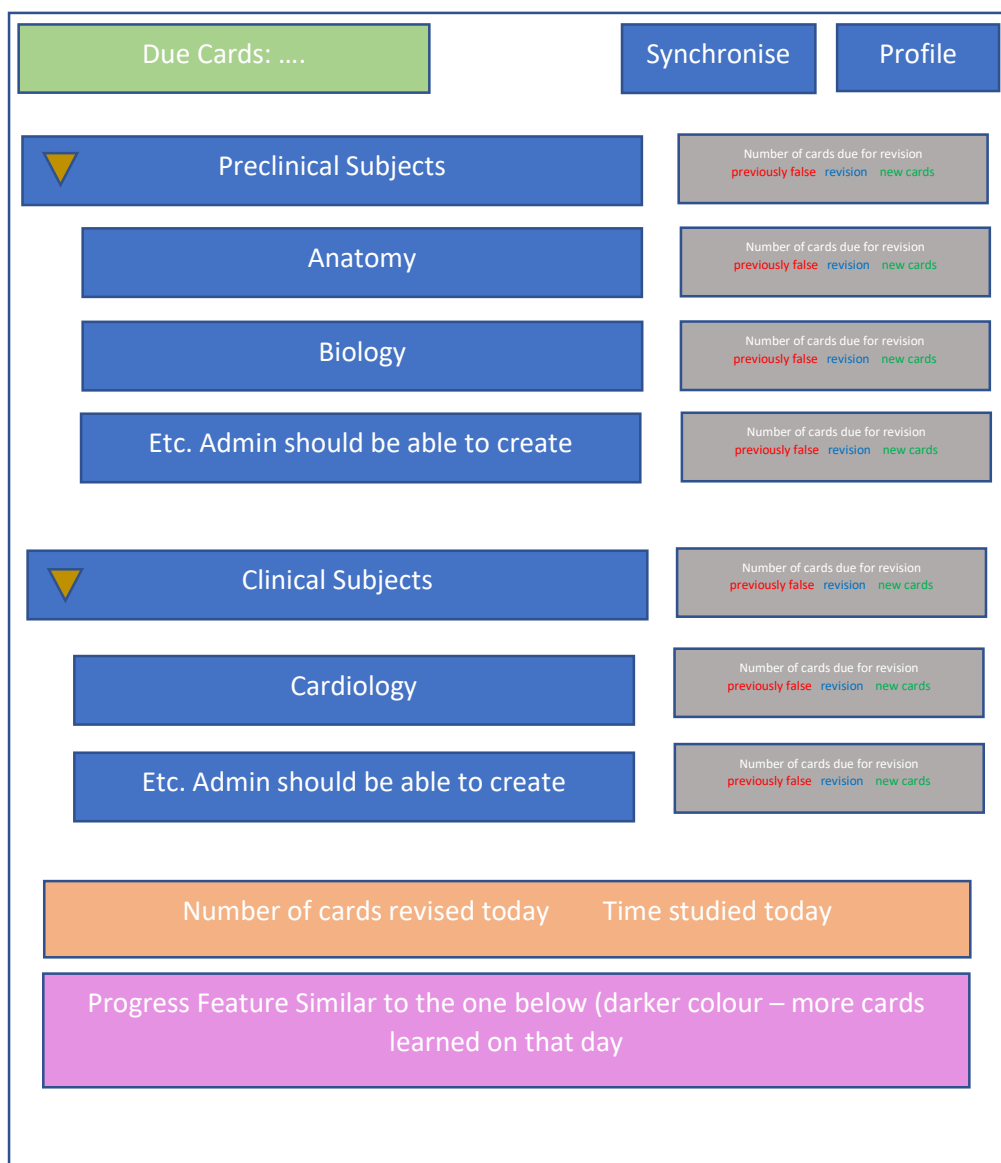 Due Cards: ....
Synchronise
Profile
Preclinical Subjects
Number of cards due for revision
previously false revision new cards
Anatomy
Number of cards due for revision
previously false revision new cards
Biology
Number of cards due for revision
previously false revision new cards
Etc. Admin should be able to create
Number of cards due for revision
previously false revision new cards
Clinical Subjects
Number of cards due for revision
previously false revision new cards
Cardiology
Number of cards due for revision
previously false revision new cards
Etc. Admin should be able to create
Number of cards due for revision
previously false revision new cards
Number of cards revised today Time studied today
Progress Feature Similar to the one below (darker colour – more cards
learned on that day